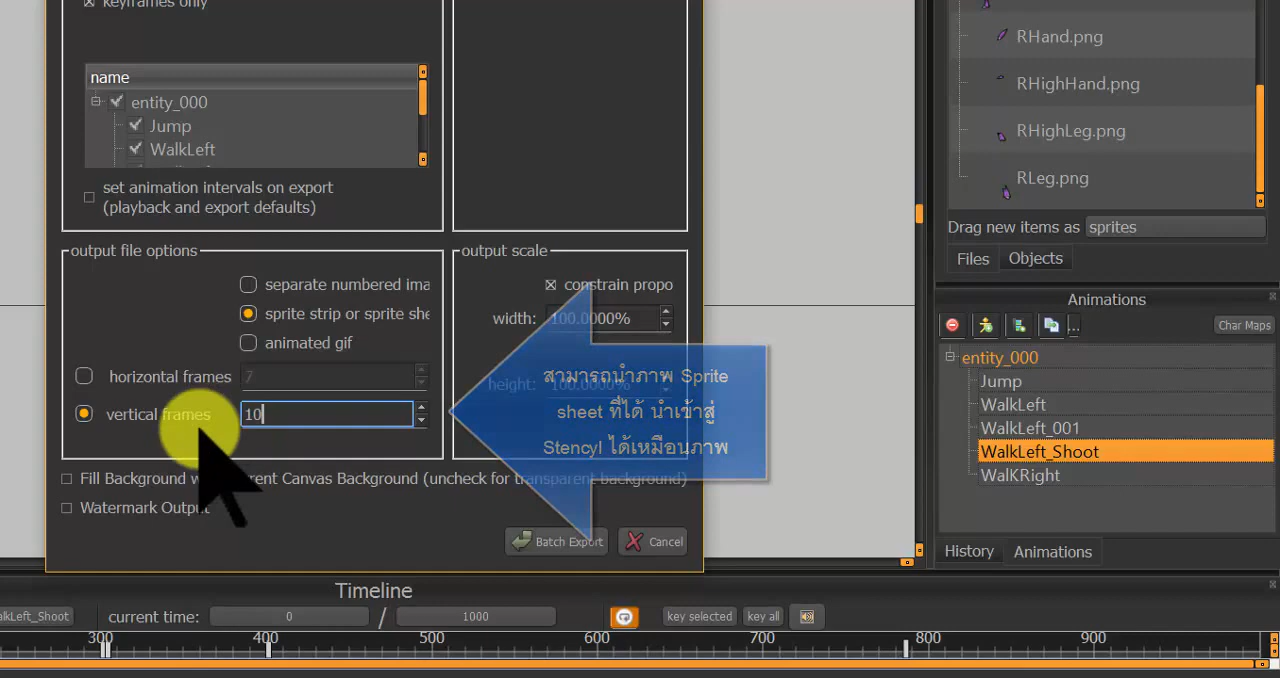 keyframes only
name
entity_000
Jump
WalkLeft
set animation intervals on export
(playback and export defaults)
output file options
separate numbered ima
sprite strip or sprite she
animated gif
horizontal frames 7
vertical frames 10
output scale
constrain propo
width: 100.0000%
height: 100.0000%
สามารถนำภาพ Sprite
sheet ที่ได้ นำเข้าสู่
Stencyl ได้เหมือนภาพ
Fill Background w rent Canvas Background (uncheck for transparent background)
Watermark Output
Batch Export Cancel
RHand.png
RHighHand.png
RHighLeg.png
RLeg.png
Drag new items as sprites
Files Objects
Animations
... Char Maps
entity_000
Jump
WalkLeft
WalkLeft_001
WalkLeft_Shoot
WalKRight
History Animations
Timeline
alkLeft_Shoot current time: 0 / 1000 key selected key all
300 400 500 600 700 800 900